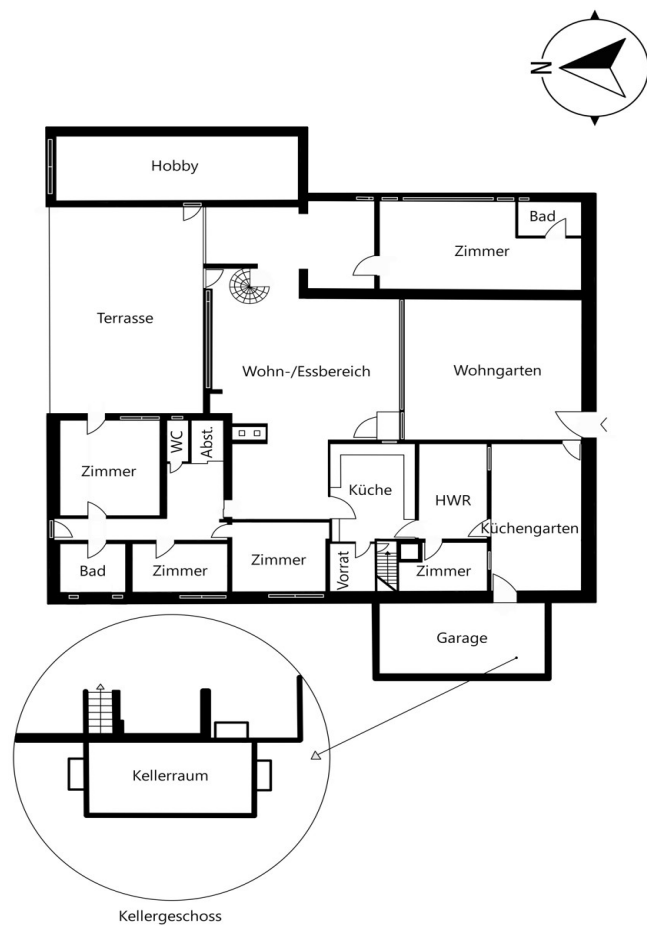 N
Hobby
Bad
Zimmer
Terrasse
Wohn-/Essbereich
Wohngarten
WC
Abst.
Zimmer
Küche
HWR
Küchengarten
Bad
Zimmer
Zimmer
Vorrat
Zimmer
Garage
Kellerraum
Kellergeschoss